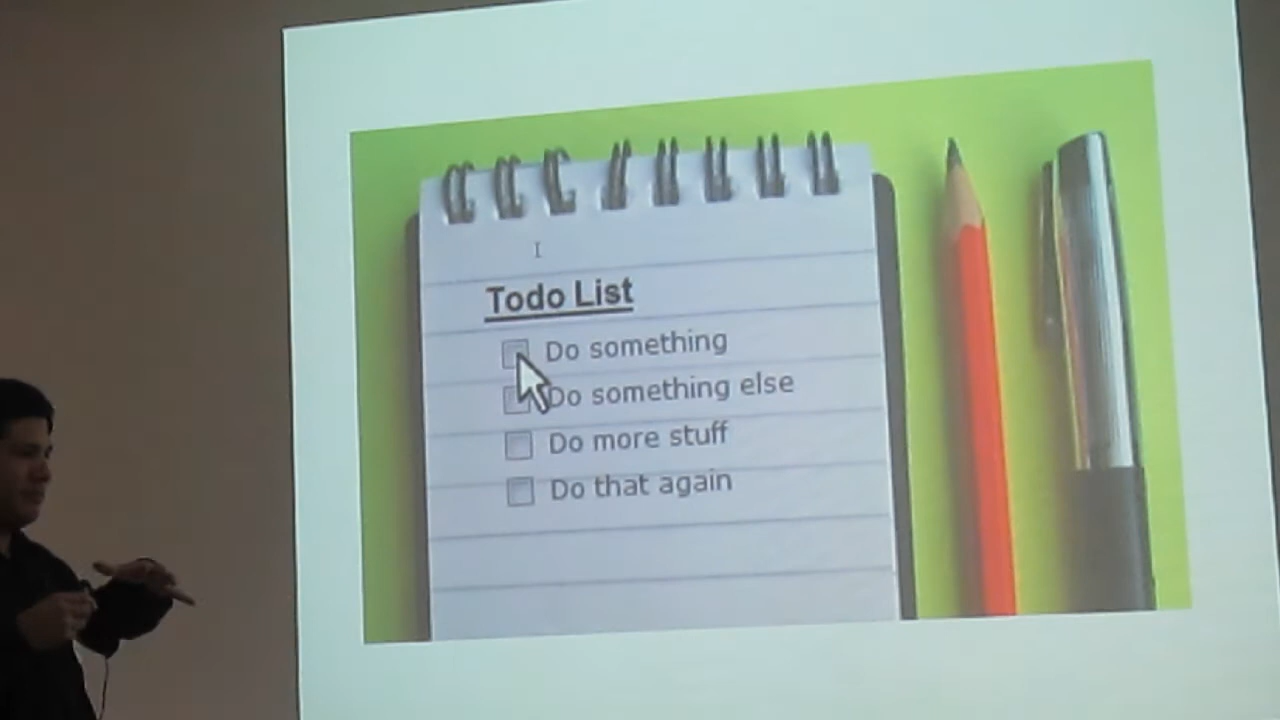 Todo List
Do something
Do something else
Do more stuff
Do that again